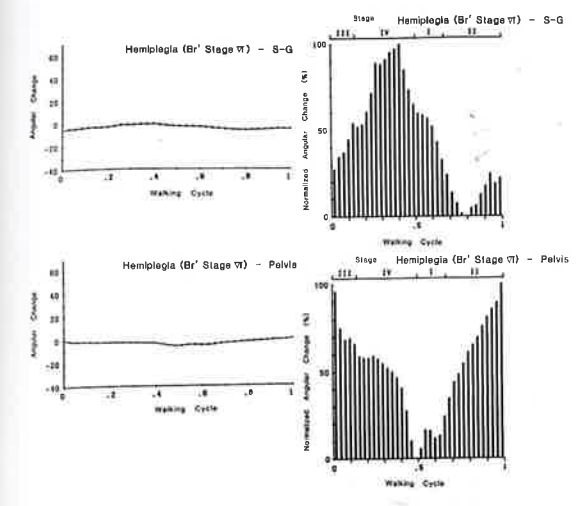 Hemiplegia (Br' Stage VI) - S-G
60
40
20
0
-20
-40
0 .2 .4 .6 .8 1
Angular Change
Walking Cycle
Stage Hemiplegia (Br' Stage VI) - S-G
III IV I II
100
50
0
0 .5 1
Normalized Angular Change (%)
Walking Cycle
Hemiplegia (Br' Stage VI) - Pelvis
60
40
20
0
-20
-40
0 .2 .4 .6 .8 1
Angular Change
Walking Cycle
Stage Hemiplegia (Br' Stage VI) - Pelvis
III IV I II
100
50
0
0 .5 1
Normalized Angular Change (%)
Walking Cycle